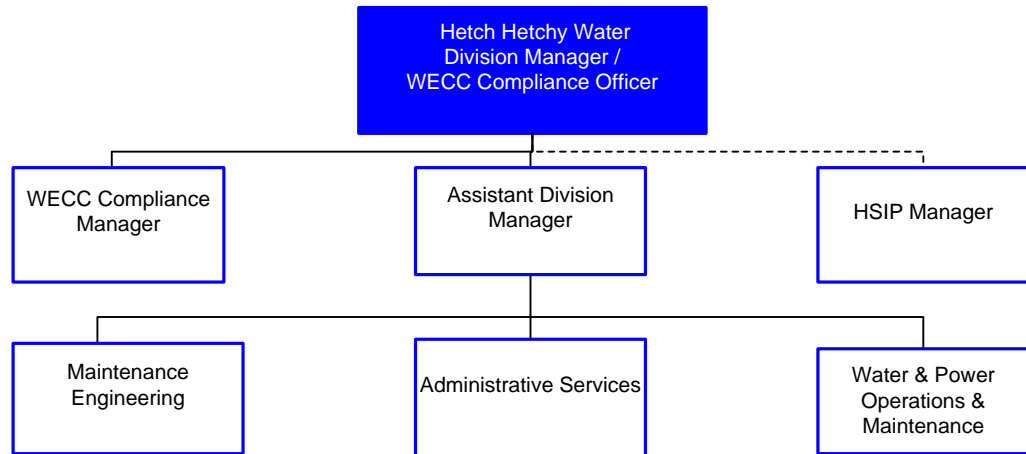 Hetch Hetchy Water
Division Manager /
WECC Compliance Officer
WECC Compliance
Manager
Assistant Division
Manager
HSIP Manager
Maintenance
Engineering
Administrative Services
Water & Power
Operations &
Maintenance